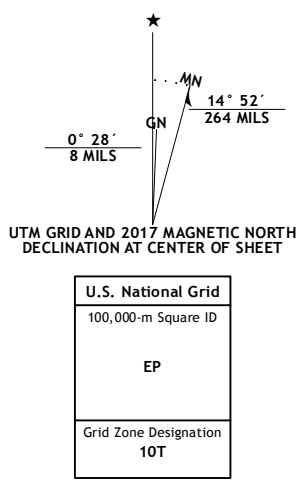 ★
MN
GN
14° 52´
264 MILS
0° 28´
8 MILS
UTM GRID AND 2017 MAGNETIC NORTH
DECLINATION AT CENTER OF SHEET
U.S. National Grid
100,000-m Square ID
EP
Grid Zone Designation
10T